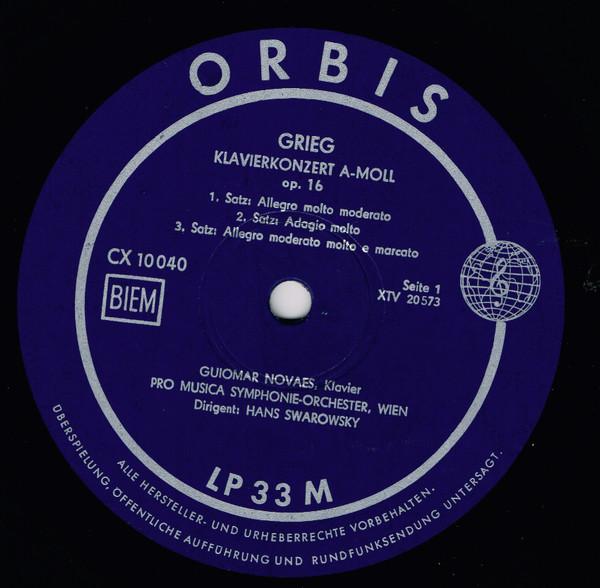 ORBIS
GRIEG
KLAVIERKONZERT A-MOLL
op. 16
1. Satz: Allegro molto moderato
2. Satz: Adagio molto
3. Satz: Allegro moderato molto e marcato
CX 10040
BIEM
Seite 1
XTV 20573
GUIOMAR NOVAES, Klavier
PRO MUSICA SYMPHONIE-ORCHESTER, WIEN
Dirigent: HANS SWAROWSKY
LP 33 M
ALLE HERSTELLER- UND URHEBERRECHTE VORBEHALTEN.
ÜBERSPIELUNG, ÖFFENTLICHE AUFFÜHRUNG UND RUNDFUNKSENDUNG UNTERSAGT.